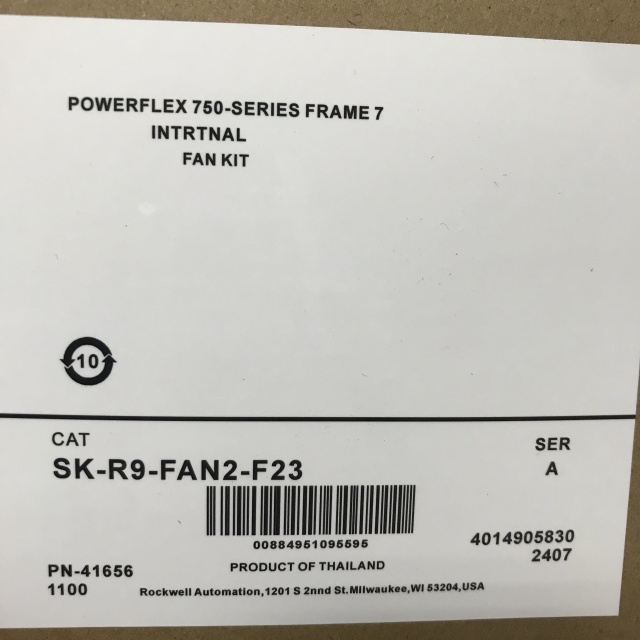 POWERFLEX 750-SERIES FRAME 7
INTRTNAL
FAN KIT
10
CAT
SER
SK-R9-FAN2-F23
A
00884951095595
4014905830
2407
PN-41656
PRODUCT OF THAILAND
1100
Rockwell Automation,1201 S 2nnd St.Milwaukee,WI 53204,USA